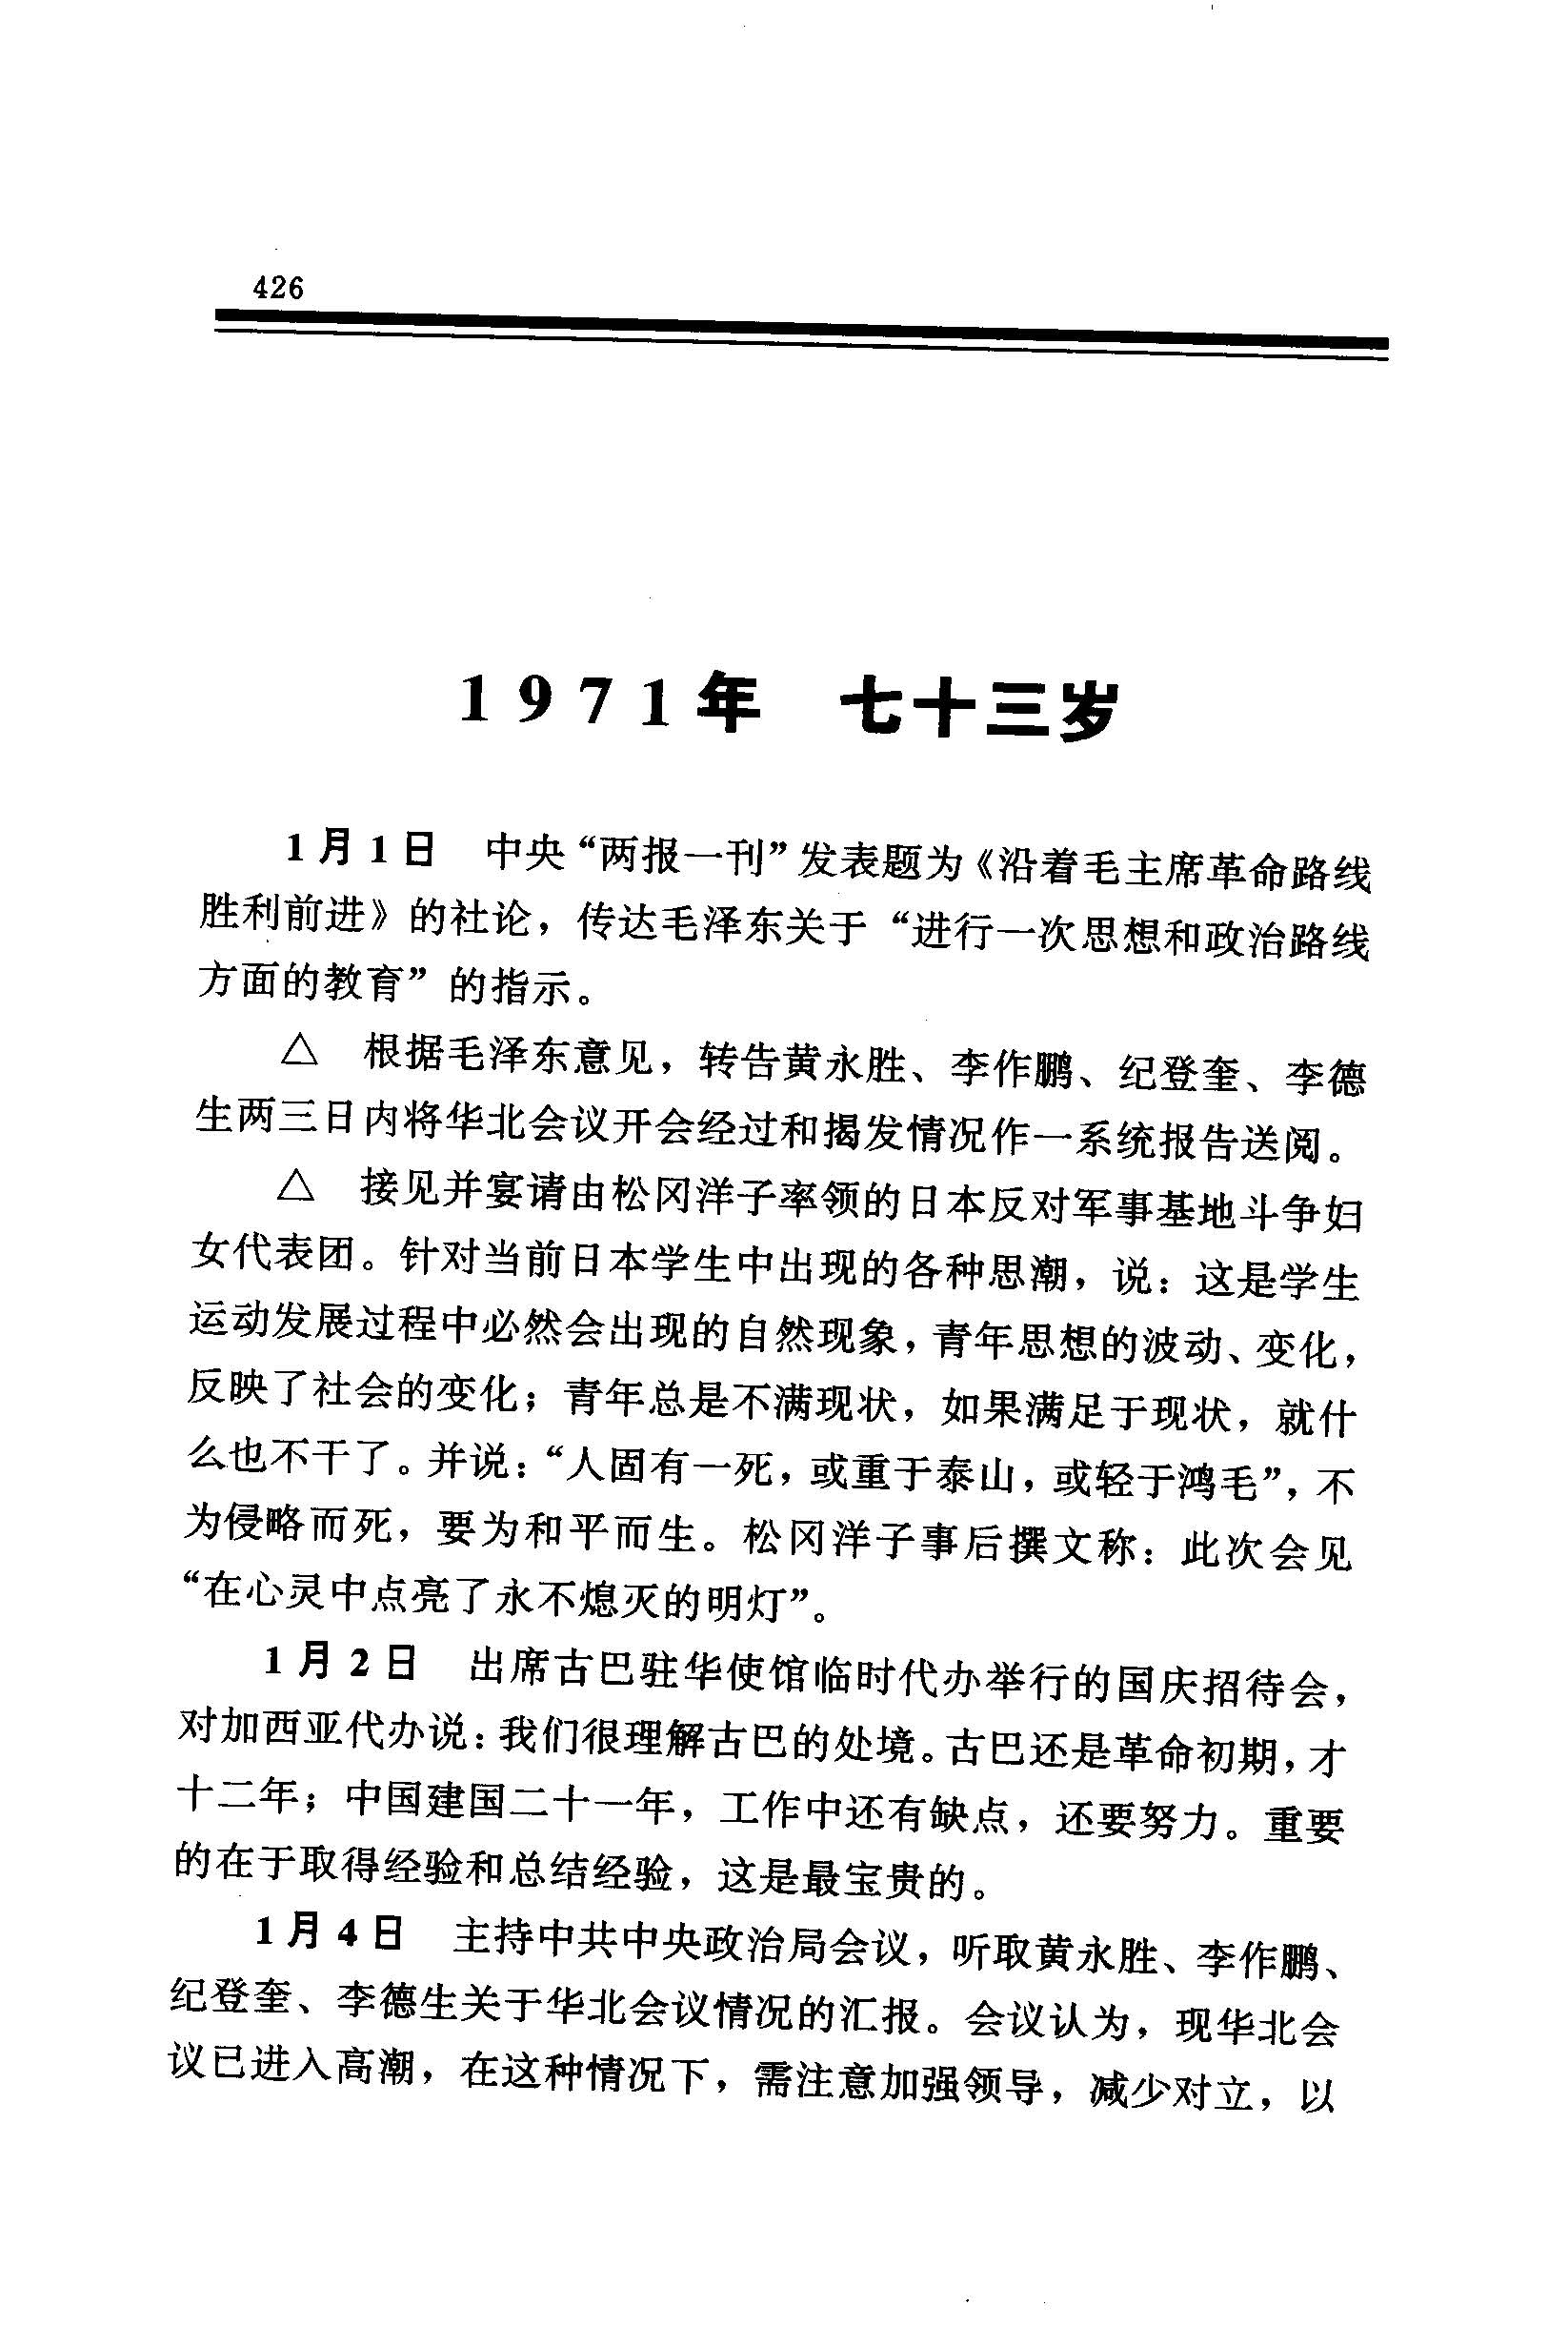 426
1971年 七十三岁
1月1日 中央“两报一刊”发表题为《沿着毛主席革命路线
胜利前进》的社论，传达毛泽东关于“进行一次思想和政治路线
方面的教育”的指示。
△ 根据毛泽东意见，转告黄永胜、李作鹏、纪登奎、李德
生两三日内将华北会议开会经过和揭发情况作一系统报告送阅。
△ 接见并宴请由松冈洋子率领的日本反对军事基地斗争妇
女代表团。针对当前日本学生中出现的各种思潮，说：这是学生
运动发展过程中必然会出现的自然现象，青年思想的波动、变化，
反映了社会的变化；青年总是不满现状，如果满足于现状，就什
么也不干了。并说：“人固有一死，或重于泰山，或轻于鸿毛”，不
为侵略而死，要为和平而生。松冈洋子事后撰文称：此次会见
“在心灵中点亮了永不熄灭的明灯”。
1月2日 出席古巴驻华使馆临时代办举行的国庆招待会，
对加西亚代办说：我们很理解古巴的处境。古巴还是革命初期，才
十二年；中国建国二十一年，工作中还有缺点，还要努力。重要
的在于取得经验和总结经验，这是最宝贵的。
1月4日 主持中共中央政治局会议，听取黄永胜、李作鹏、
纪登奎、李德生关于华北会议情况的汇报。会议认为，现华北会
议已进入高潮，在这种情况下，需注意加强领导，减少对立，以